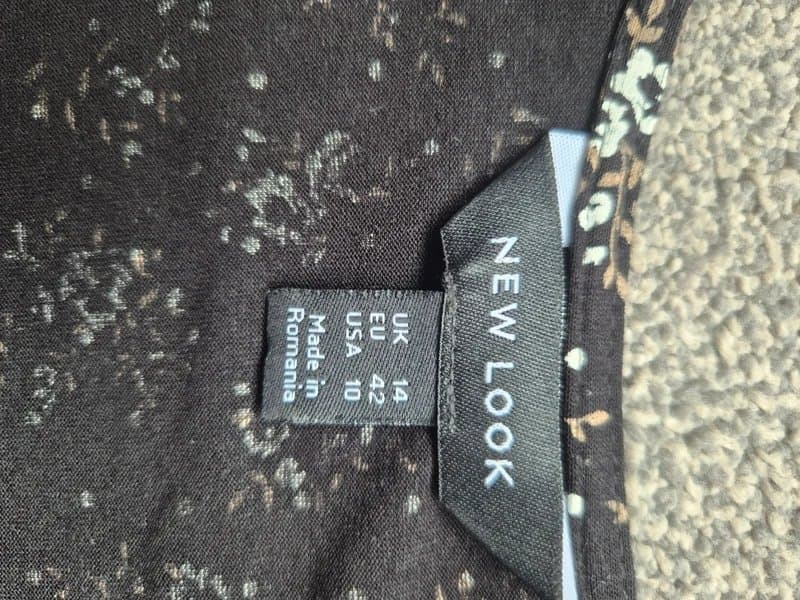 NEW LOOK
UK 14
EU 42
USA 10
Made in
Romania